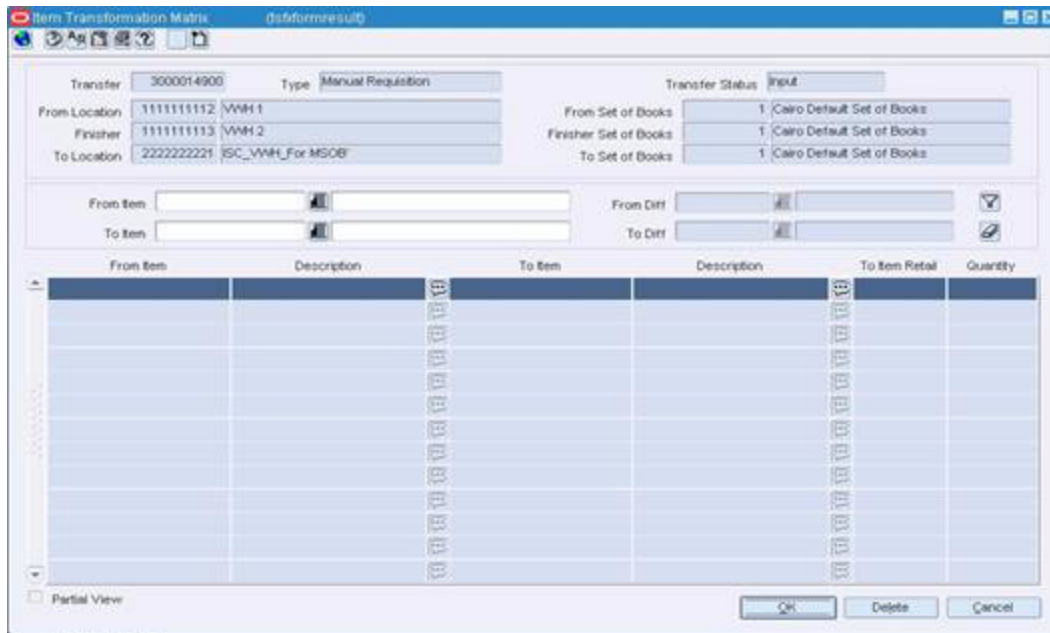 Item Transformation Matrix (tsfxformresult)
Transfer 3000014900 Type Manual Requisition Transfer Status Input
From Location 1111111112 VWH 1 From Set of Books 1 Cairo Default Set of Books
Finisher 1111111113 VWH 2 Finisher Set of Books 1 Cairo Default Set of Books
To Location 2222222221 ISC_VWH_For MSOB' To Set of Books 1 Cairo Default Set of Books
From Item From Diff
To Item To Diff
From Item Description To Item Description To Item Retail Quantity
Partial View OK Delete Cancel